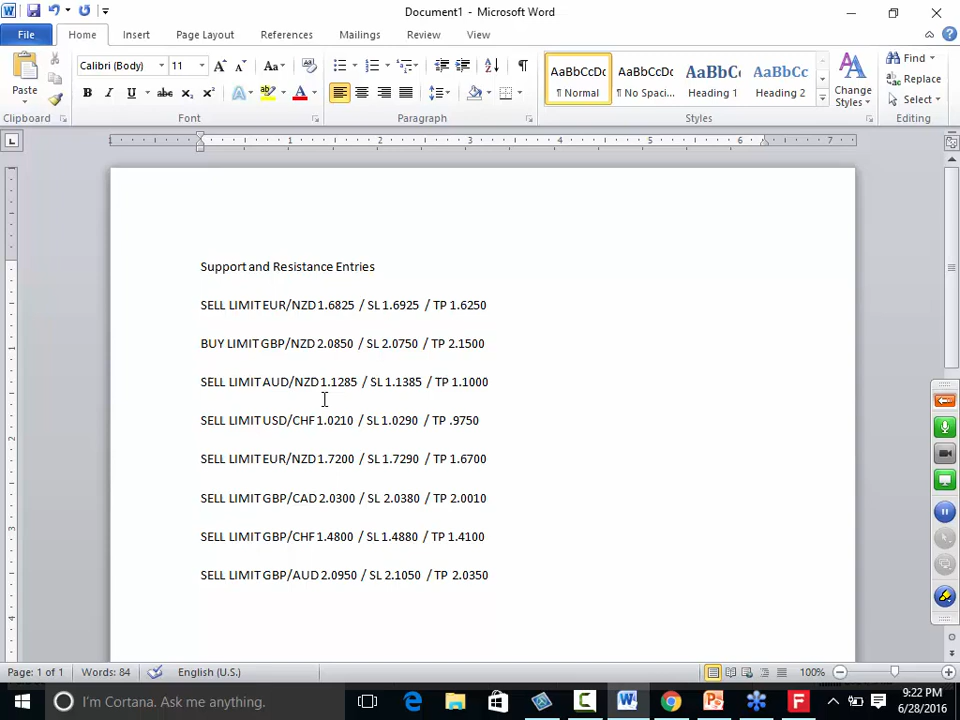 Document1 - Microsoft Word
File Home Insert Page Layout References Mailings Review View
Calibri (Body) 11
Paste
Clipboard Font Paragraph Styles Editing
AaBbCcDc AaBbCcDc AaBbCc AaBbCc
¶ Normal ¶ No Spaci... Heading 1 Heading 2
Change Styles
Find
Replace
Select
Support and Resistance Entries
SELL LIMIT EUR/NZD 1.6825 / SL 1.6925 / TP 1.6250
BUY LIMIT GBP/NZD 2.0850 / SL 2.0750 / TP 2.1500
SELL LIMIT AUD/NZD 1.1285 / SL 1.1385 / TP 1.1000
SELL LIMIT USD/CHF 1.0210 / SL 1.0290 / TP .9750
SELL LIMIT EUR/NZD 1.7200 / SL 1.7290 / TP 1.6700
SELL LIMIT GBP/CAD 2.0300 / SL 2.0380 / TP 2.0010
SELL LIMIT GBP/CHF 1.4800 / SL 1.4880 / TP 1.4100
SELL LIMIT GBP/AUD 2.0950 / SL 2.1050 / TP 2.0350
Page: 1 of 1 Words: 84 English (U.S.) 100%
I'm Cortana. Ask me anything.
9:22 PM
6/28/2016